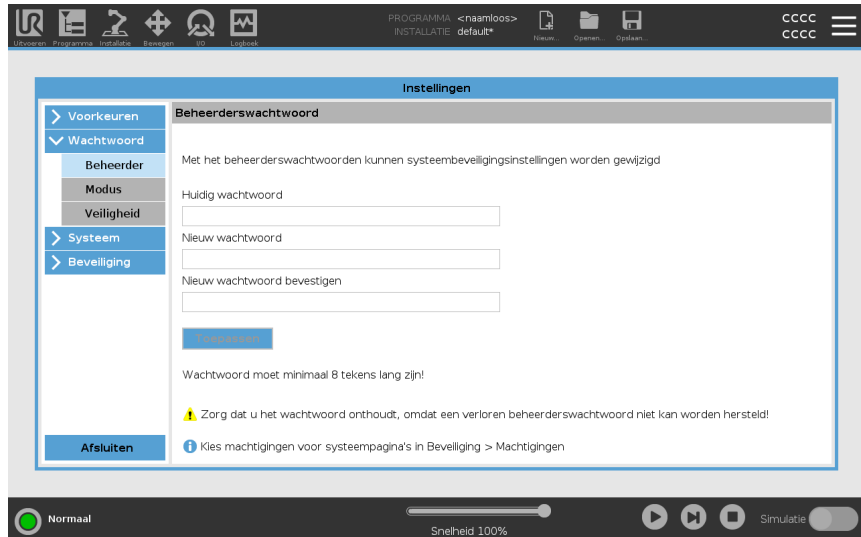 UR
PROGRAMMA <naamloos>
INSTALLATIE default*
cccc
cccc
Uitvoeren Programma Installatie Bewegen I/O Logboek
Nieuw... Openen... Opslaan...
Instellingen
Voorkeuren
Wachtwoord
Beheerder
Modus
Veiligheid
Systeem
Beveiliging
Afsluiten
Beheerderswachtwoord
Met het beheerderswachtwoorden kunnen systeembeveiligingsinstellingen worden gewijzigd
Huidig wachtwoord
Nieuw wachtwoord
Nieuw wachtwoord bevestigen
Toepassen
Wachtwoord moet minimaal 8 tekens lang zijn!
Zorg dat u het wachtwoord onthoudt, omdat een verloren beheerderswachtwoord niet kan worden hersteld!
Kies machtigingen voor systeempagina's in Beveiliging > Machtigingen
Normaal
Snelheid 100%
Simulatie